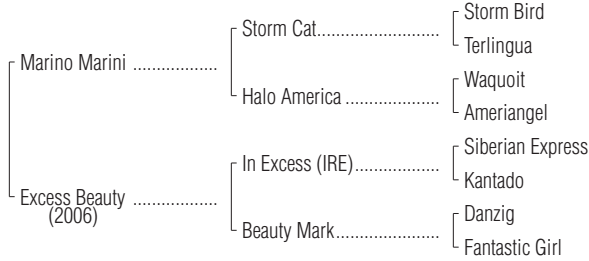 Storm Bird
Storm Cat..............................
Terlingua
Marino Marini .................
Waquoit
Halo America .......................
Ameriangel
Siberian Express
In Excess (IRE)....................
Kantado
Excess Beauty .................
(2006)
Danzig
Beauty Mark.........................
Fantastic Girl